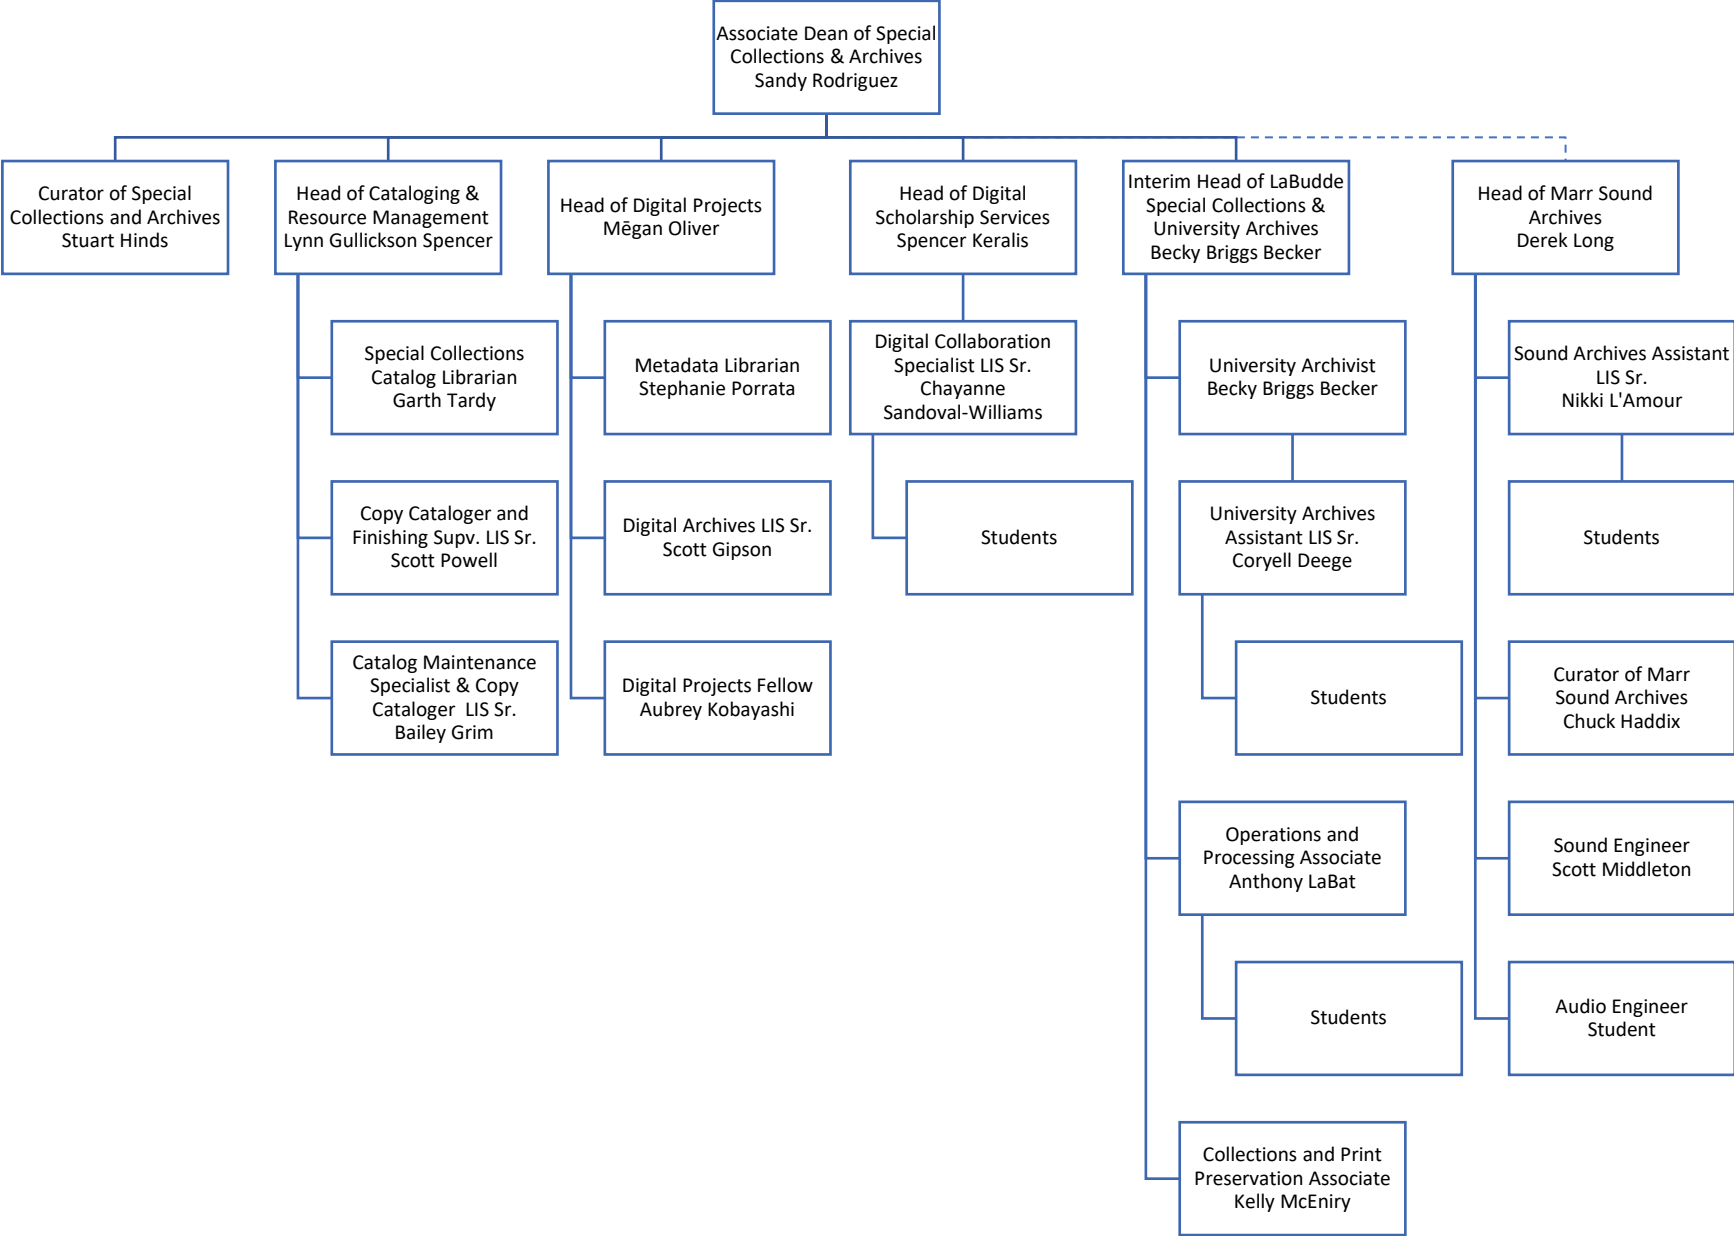 Associate Dean of Special
Collections & Archives
Sandy Rodriguez
Curator of Special
Collections and Archives
Stuart Hinds
Head of Cataloging &
Resource Management
Lynn Gullickson Spencer
Head of Digital Projects
Mēgan Oliver
Head of Digital
Scholarship Services
Spencer Keralis
Interim Head of LaBudde
Special Collections &
University Archives
Becky Briggs Becker
Head of Marr Sound
Archives
Derek Long
Special Collections
Catalog Librarian
Garth Tardy
Copy Cataloger and
Finishing Supv. LIS Sr.
Scott Powell
Catalog Maintenance
Specialist & Copy
Cataloger  LIS Sr.
Bailey Grim
Metadata Librarian
Stephanie Porrata
Digital Archives LIS Sr.
Scott Gipson
Digital Projects Fellow
Aubrey Kobayashi
Digital Collaboration
Specialist LIS Sr.
Chayanne
Sandoval-Williams
Students
University Archivist
Becky Briggs Becker
University Archives
Assistant LIS Sr.
Coryell Deege
Students
Operations and
Processing Associate
Anthony LaBat
Students
Collections and Print
Preservation Associate
Kelly McEniry
Sound Archives Assistant
LIS Sr.
Nikki L'Amour
Students
Curator of Marr
Sound Archives
Chuck Haddix
Sound Engineer
Scott Middleton
Audio Engineer
Student